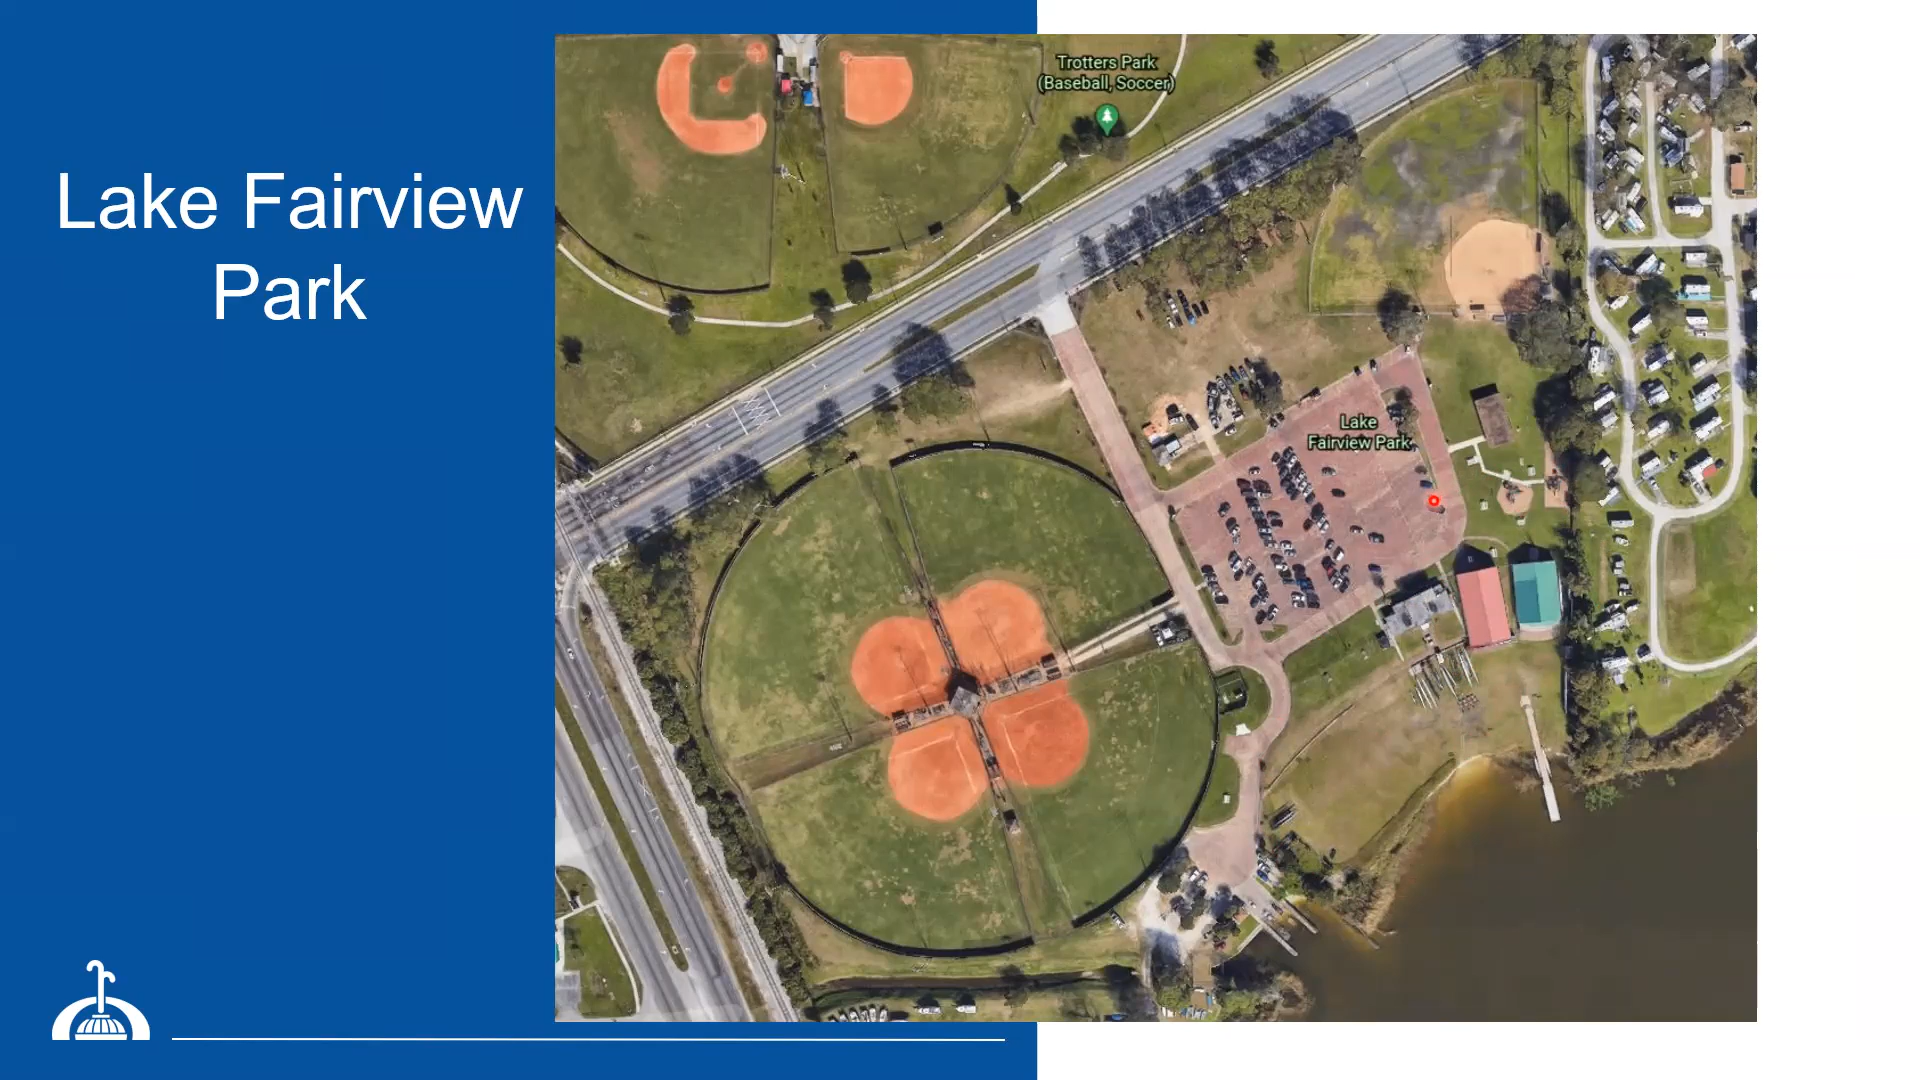 Lake Fairview
Park
Trotters Park
(Baseball, Soccer)
Lake
Fairview Park